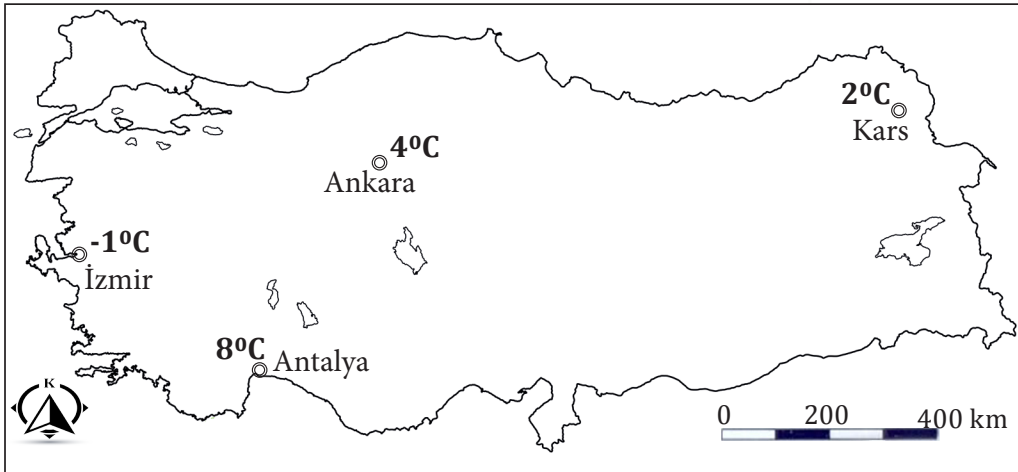 2⁰C
Kars
4⁰C
Ankara
-1⁰C
İzmir
8⁰C
Antalya
K
0 200 400 km